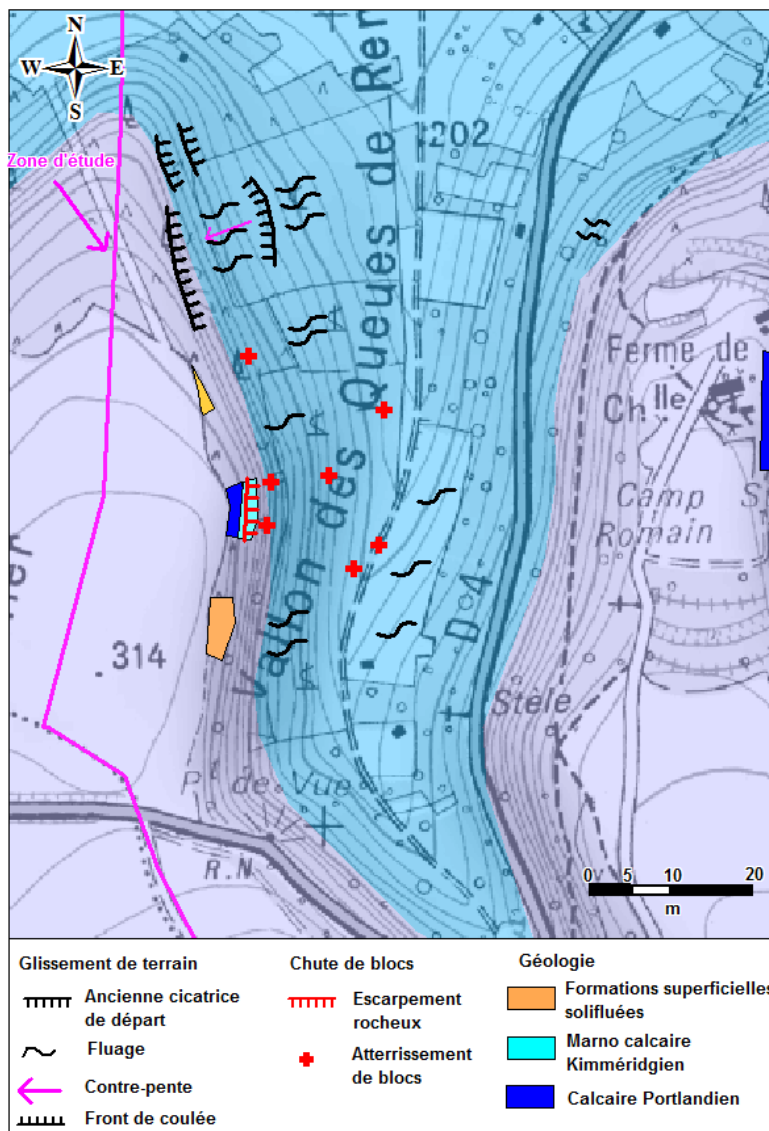 N
W E
S
Zone d'étude
202
Vallon des Queues de Ren
Ferme de
Ch lle
Camp
Romain
314
D 4
Stèle
Pt de Vue
R.N
0 5 10 20
m
Glissement de terrain
Ancienne cicatrice
de départ
Fluage
Contre-pente
Front de coulée
Chute de blocs
Escarpement
rocheux
Atterrissement
de blocs
Géologie
Formations superficielles
solifluées
Marno calcaire
Kimméridgien
Calcaire Portlandien